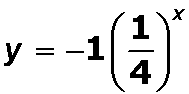 y = -1(1/4)^x